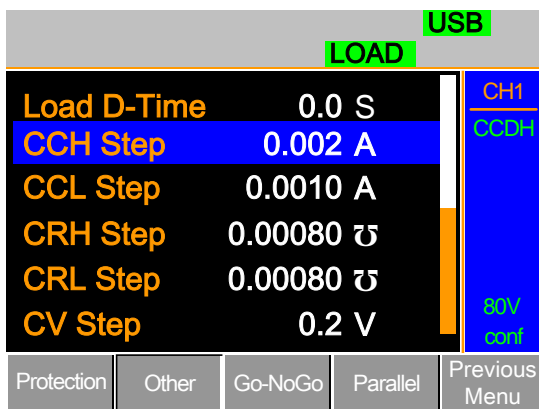 USB
LOAD
Load D-Time 0.0 S
CCH Step 0.002 A
CCL Step 0.0010 A
CRH Step 0.00080 ℧
CRL Step 0.00080 ℧
CV Step 0.2 V
CH1
CCDH
80V
conf
Protection Other Go-NoGo Parallel Previous
Menu